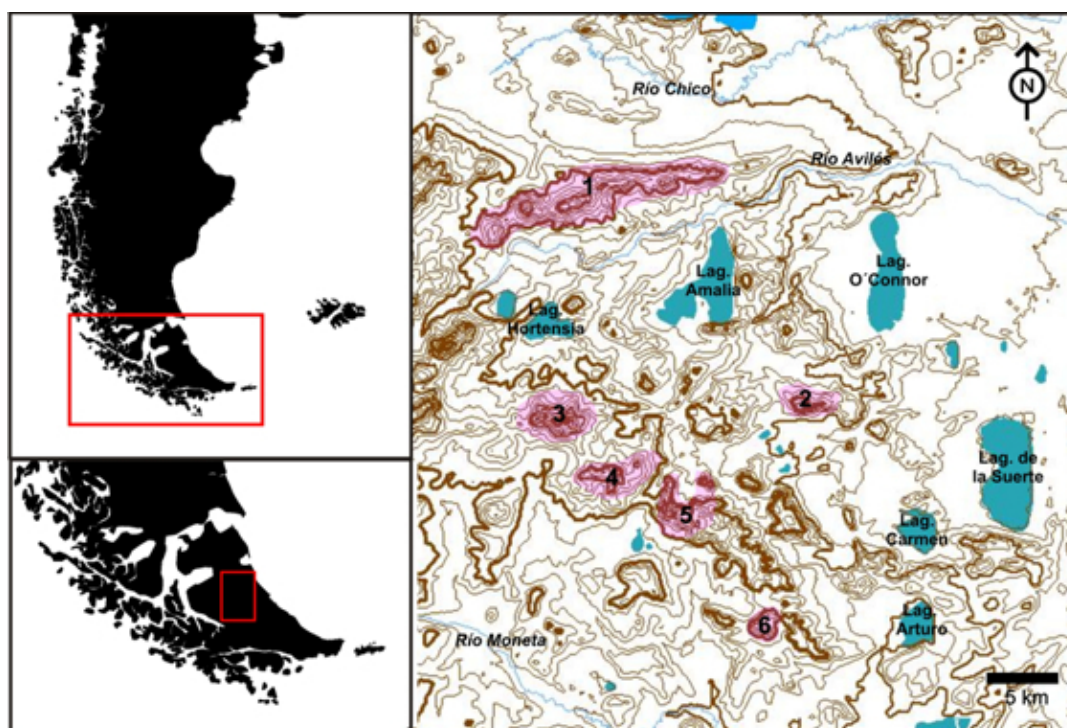 N
Río Chico
Río Avilés
1
Lag.
O´Connor
Lag.
Amalia
Lag.
Hortensia
2
3
4
5
Lag. de
la Suerte
Lag.
Carmen
6
Lag.
Arturo
Río Moneta
5 km